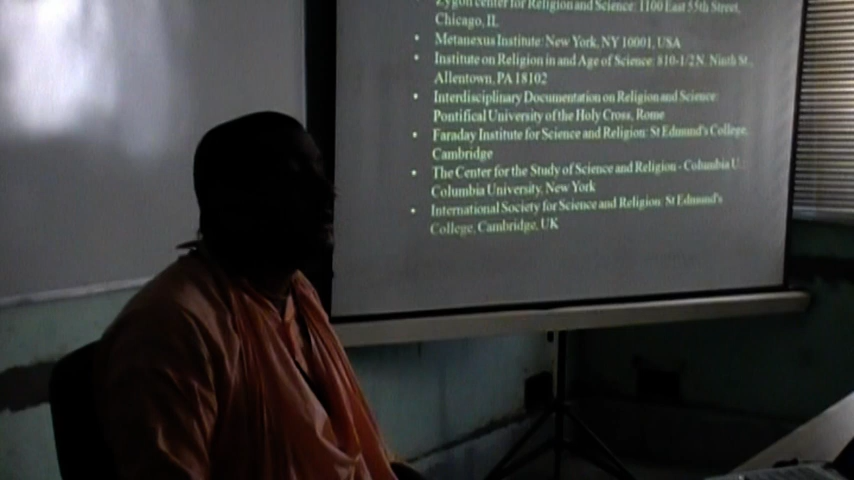 • Zygon center for Religion and Science: 1100 East 55th Street,
Chicago, IL
• Metanexus Institute: New York, NY 10001, USA
• Institute on Religion in and Age of Science: 810-1/2 N. Ninth St.,
Allentown, PA 18102
• Interdisciplinary Documentation on Religion and Science:
Pontifical University of the Holy Cross, Rome
• Faraday Institute for Science and Religion: St Edmund's College,
Cambridge
• The Center for the Study of Science and Religion - Columbia U
Columbia University, New York
• International Society for Science and Religion: St Edmund's
College, Cambridge, UK